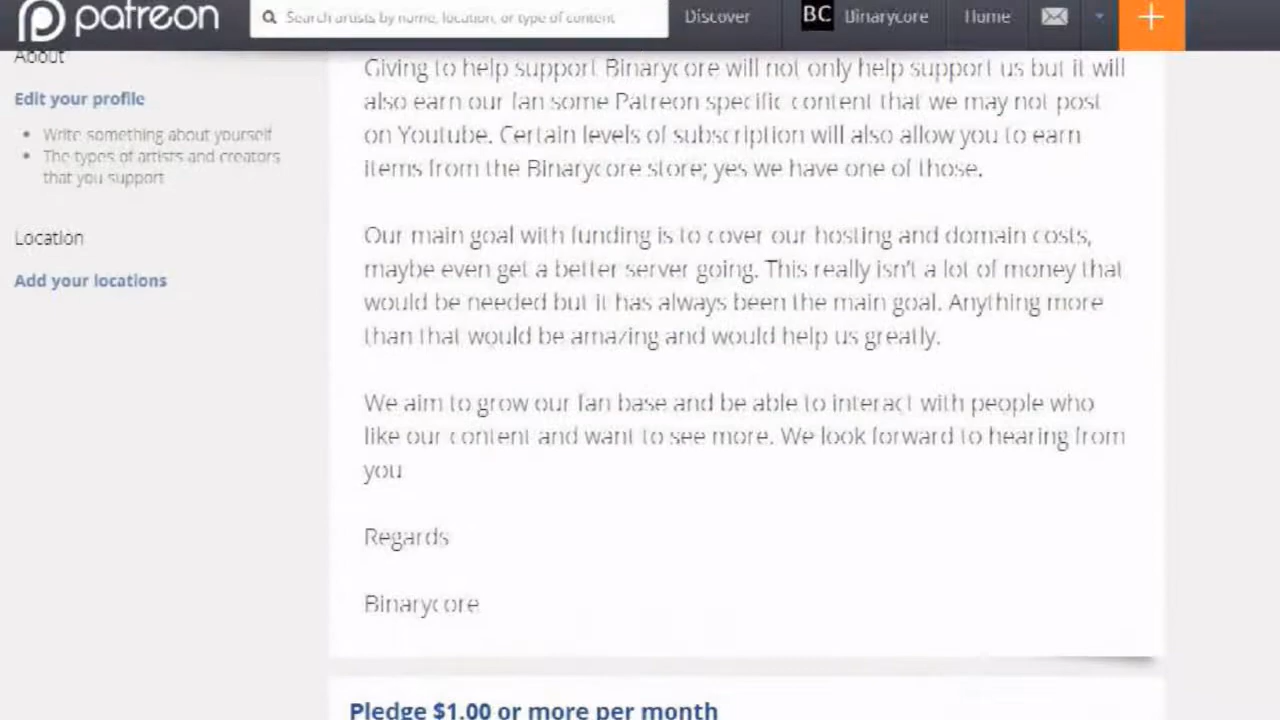 patreon
Search artists by name, location, or type of content
Discover
BC
Binarycore
Home
About
Edit your profile
Write something about yourself
The types of artists and creators
that you support
Location
Add your locations
Giving to help support Binarycore will not only help support us but it will
also earn our fan some Patreon specific content that we may not post
on Youtube. Certain levels of subscription will also allow you to earn
items from the Binarycore store; yes we have one of those.
Our main goal with funding is to cover our hosting and domain costs,
maybe even get a better server going. This really isn't a lot of money that
would be needed but it has always been the main goal. Anything more
than that would be amazing and would help us greatly.
We aim to grow our fan base and be able to interact with people who
like our content and want to see more. We look forward to hearing from
you
Regards
Binarycore
Pledge $1.00 or more per month